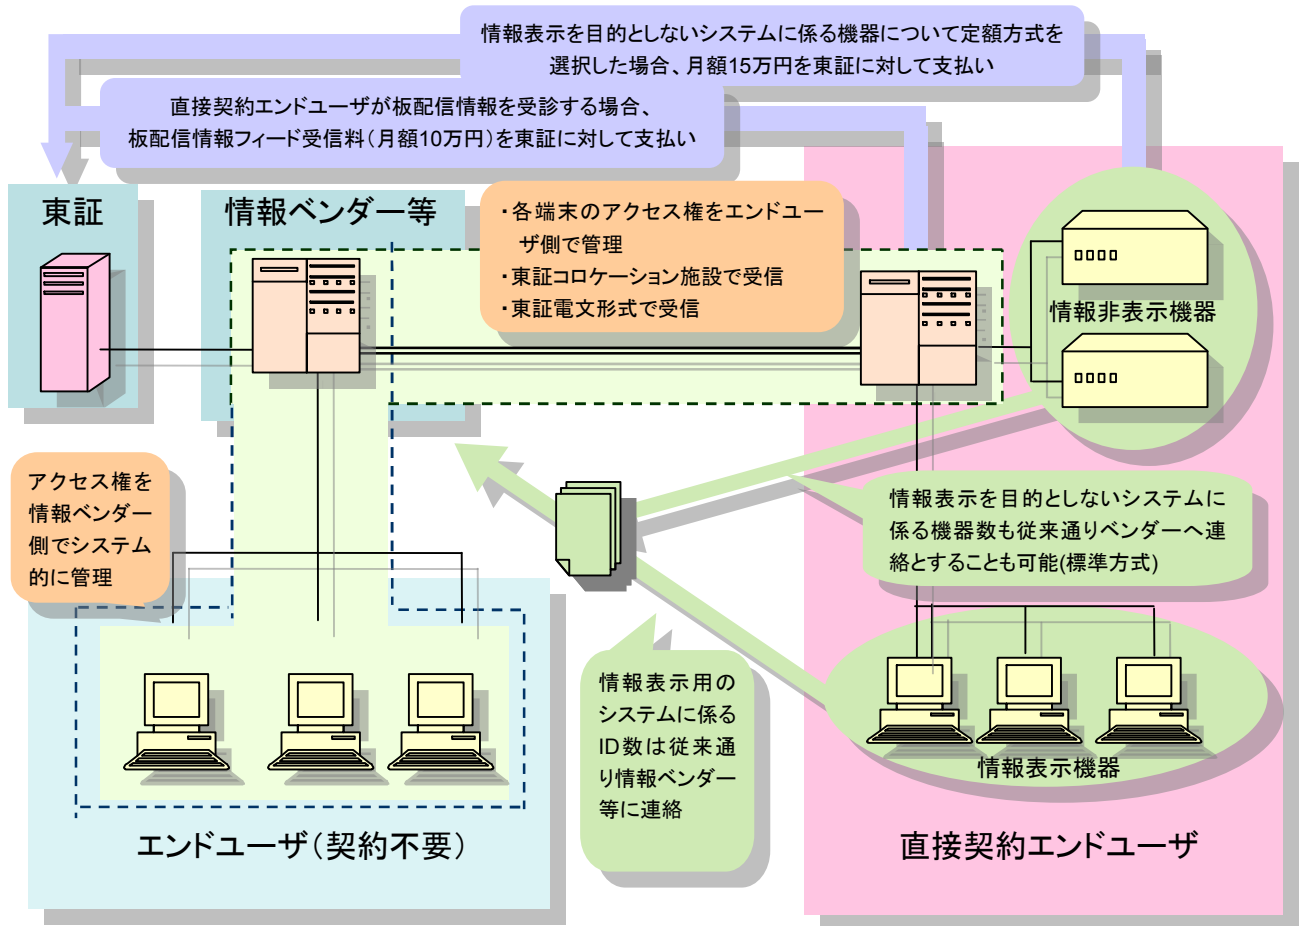 情報表示を目的としないシステムに係る機器について定額方式を
選択した場合、月額15万円を東証に対して支払い
直接契約エンドユーザが板配信情報を受診する場合、
板配信情報フィード受信料（月額10万円）を東証に対して支払い
東証
情報ベンダー等
・各端末のアクセス権をエンドユー
ザ側で管理
・東証コロケーション施設で受信
・東証電文形式で受信
情報非表示機器
アクセス権を
情報ベンダー
側でシステム
的に管理
情報表示を目的としないシステムに
係る機器数も従来通りベンダーへ連
絡とすることも可能(標準方式)
情報表示用の
システムに係る
ID数は従来通
り情報ベンダー
等に連絡
情報表示機器
エンドユーザ（契約不要）
直接契約エンドユーザ